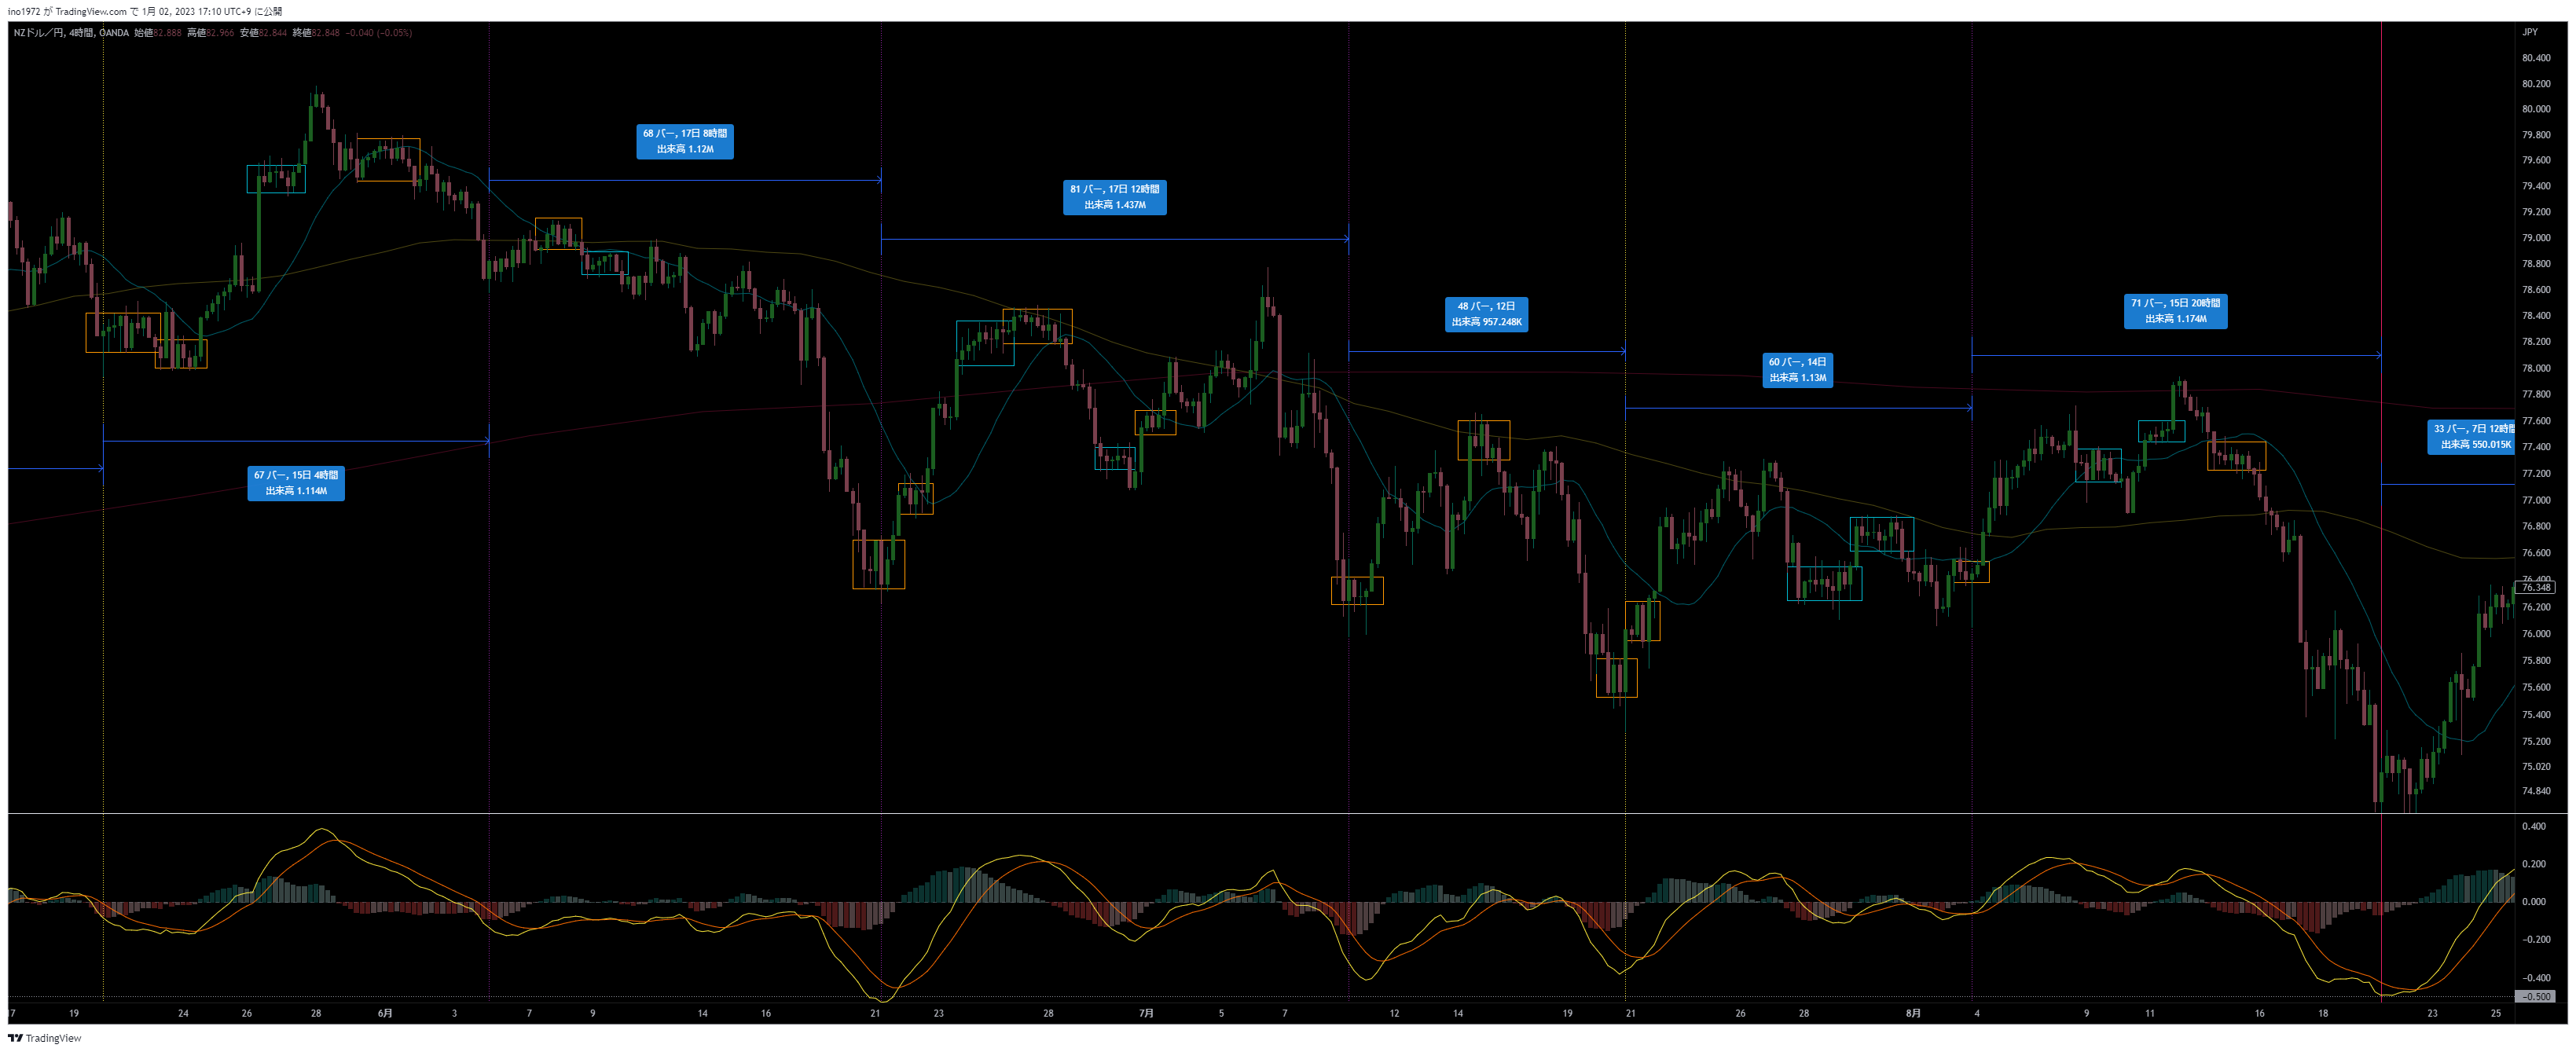 ino1972 が TradingView.com で 1月 02, 2023 17:10 UTC+9 に公開
NZドル／円, 4時間, OANDA 始値82.888 高値82.966 安値82.844 終値82.848 −0.040 (−0.05%)
JPY
80.400
80.200
80.000
79.800
79.600
79.400
79.200
79.000
78.800
78.600
78.400
78.200
78.000
77.800
77.600
77.400
77.200
77.000
76.800
76.600
76.400
76.348
76.200
76.000
75.800
75.600
75.400
75.200
75.020
74.840
67 バー, 15日 4時間
出来高 1.114M
68 バー, 17日 8時間
出来高 1.12M
81 バー, 17日 12時間
出来高 1.437M
48 バー, 12日
出来高 957.248K
60 バー, 14日
出来高 1.13M
71 バー, 15日 20時間
出来高 1.174M
33 バー, 7日 12時間
出来高 550.015K
0.400
0.200
0.000
−0.200
−0.400
−0.500
17 19 24 26 28 6月 3 7 9 14 16 21 23 28 7月 5 7 12 14 19 21 26 28 8月 4 9 11 16 18 23 25
TradingView